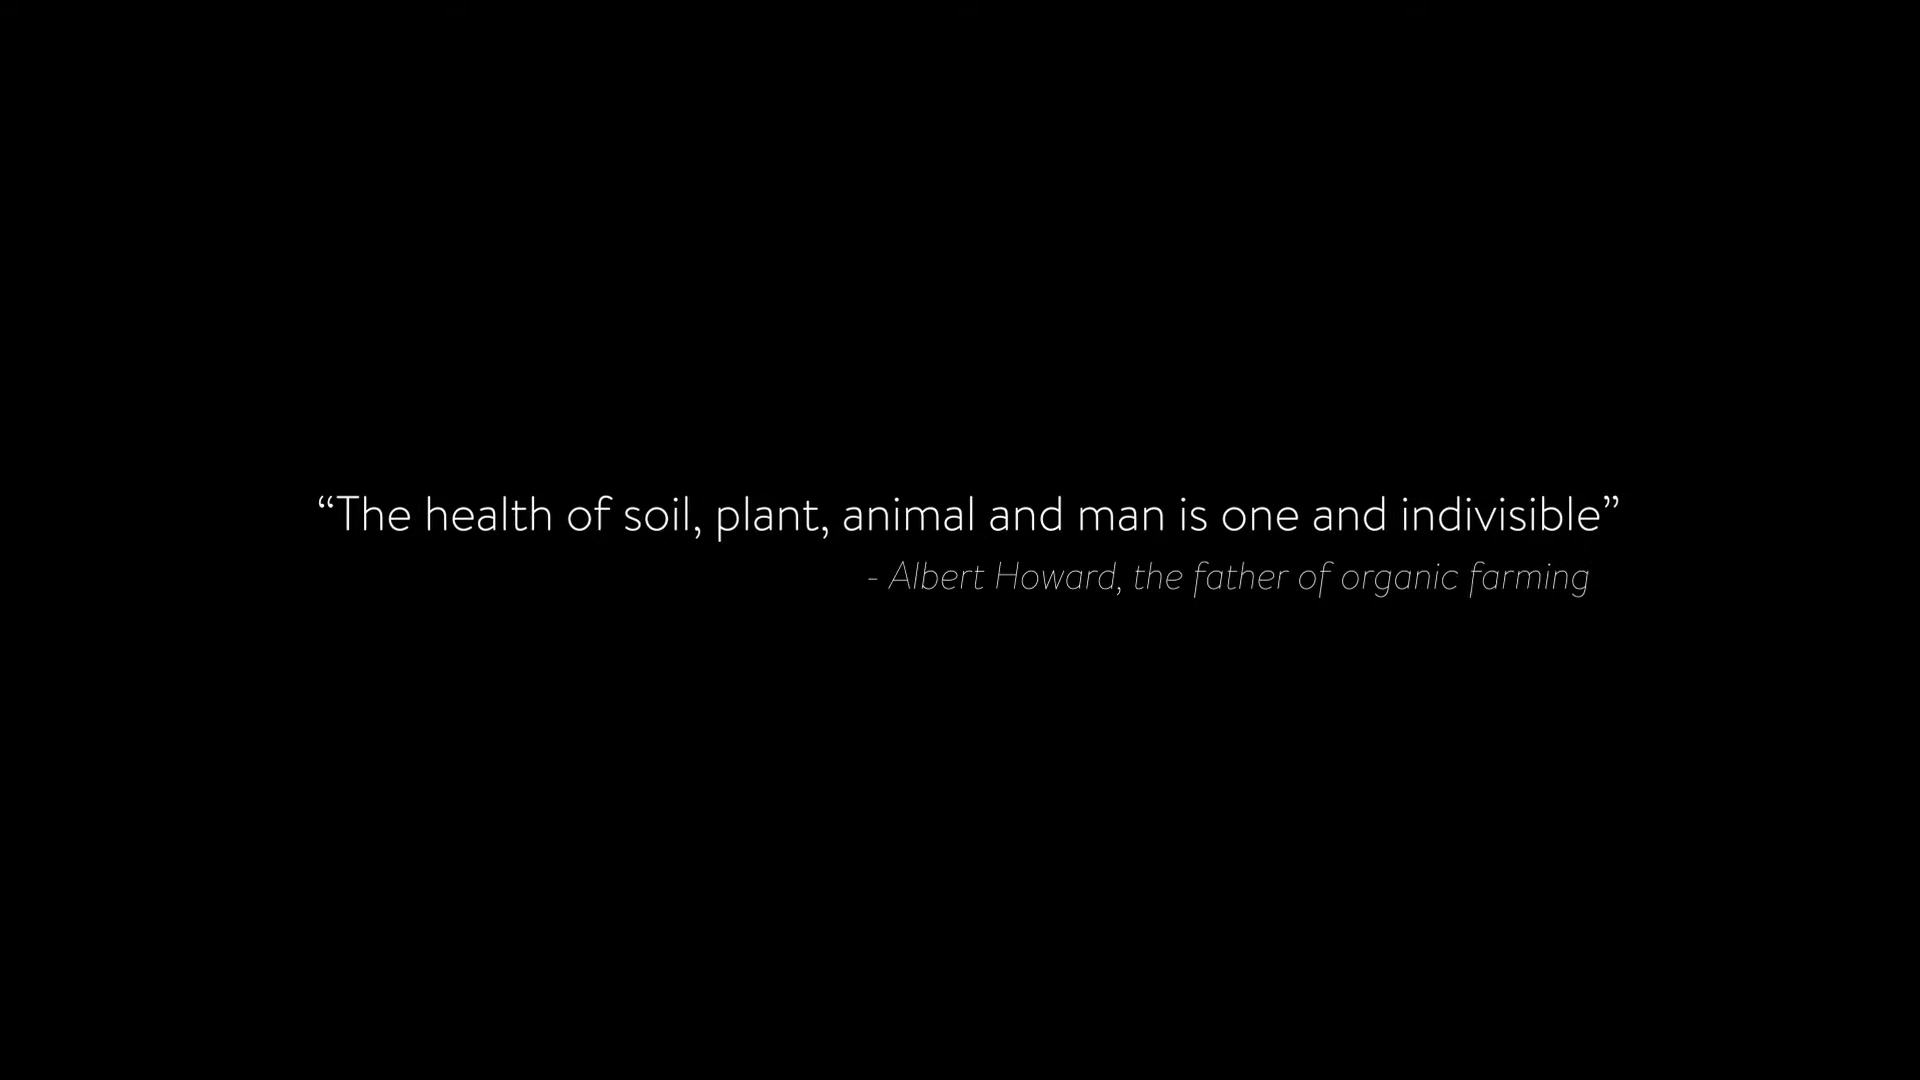 “The health of soil, plant, animal and man is one and indivisible”
- Albert Howard, the father of organic farming